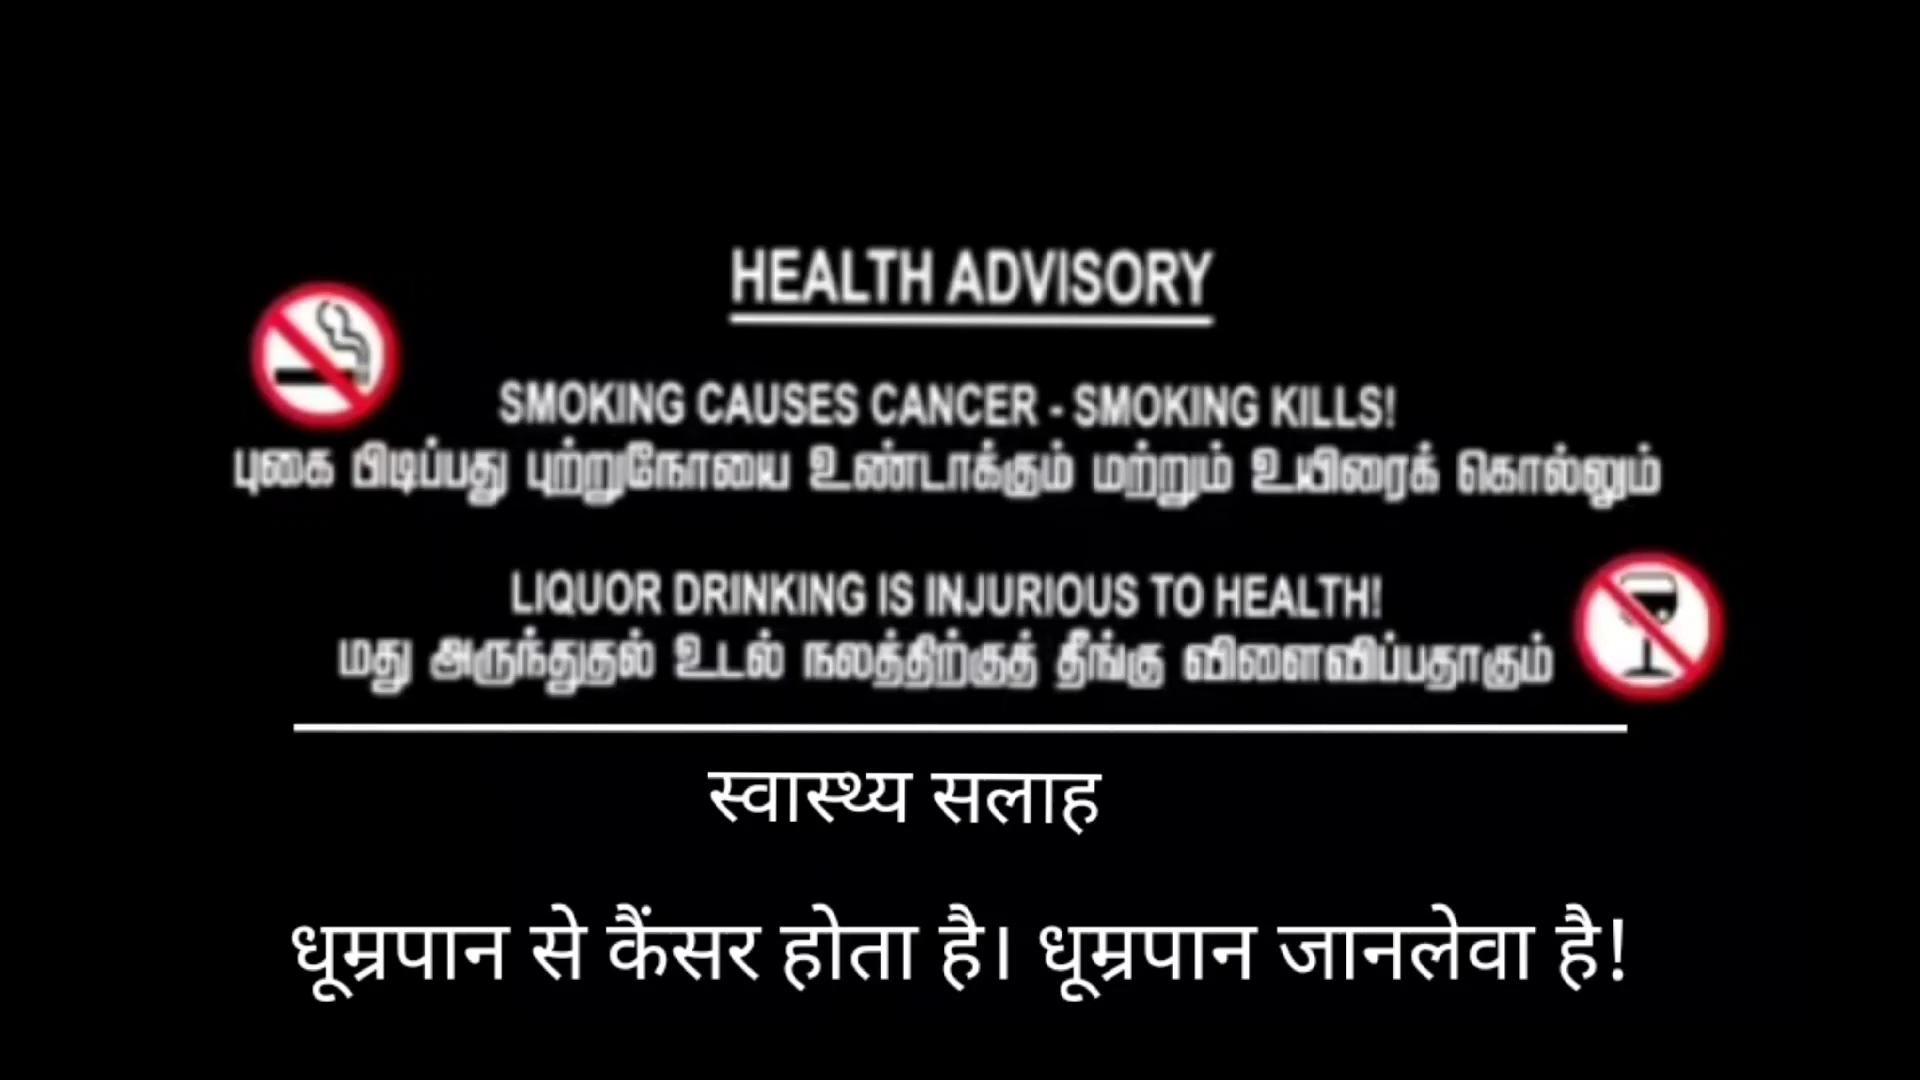 HEALTH ADVISORY
SMOKING CAUSES CANCER - SMOKING KILLS!
புகை பிடிப்பது புற்றுநோயை உண்டாக்கும் மற்றும் உயிரைக் கொல்லும்
LIQUOR DRINKING IS INJURIOUS TO HEALTH!
மது அருந்துதல் உடல் நலத்திற்குத் தீங்கு விளைவிப்பதாகும்
स्वास्थ्य सलाह
धूम्रपान से कैंसर होता है। धूम्रपान जानलेवा है!